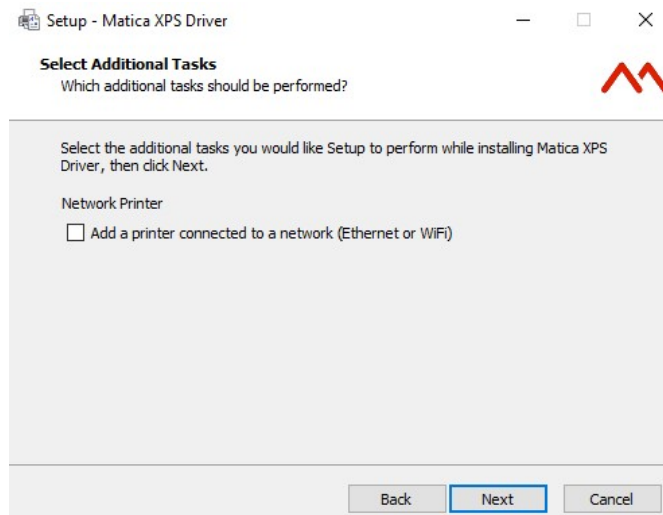 Setup - Matica XPS Driver
Select Additional Tasks
Which additional tasks should be performed?
Select the additional tasks you would like Setup to perform while installing Matica XPS
Driver, then click Next.
Network Printer
Add a printer connected to a network (Ethernet or WiFi)
Back
Next
Cancel